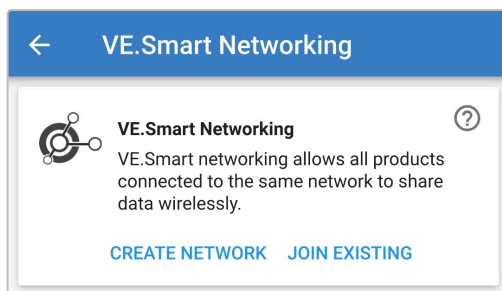 VE.Smart Networking
VE.Smart Networking
VE.Smart networking allows all products
connected to the same network to share
data wirelessly.
CREATE NETWORK JOIN EXISTING